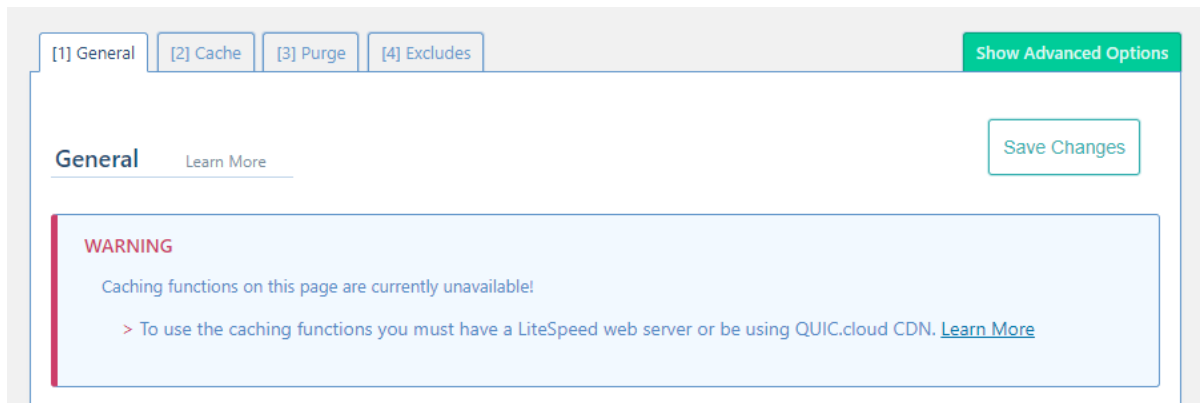 [1] General
[2] Cache
[3] Purge
[4] Excludes
Show Advanced Options
General
Learn More
Save Changes
WARNING
Caching functions on this page are currently unavailable!
> To use the caching functions you must have a LiteSpeed web server or be using QUIC.cloud CDN. Learn More